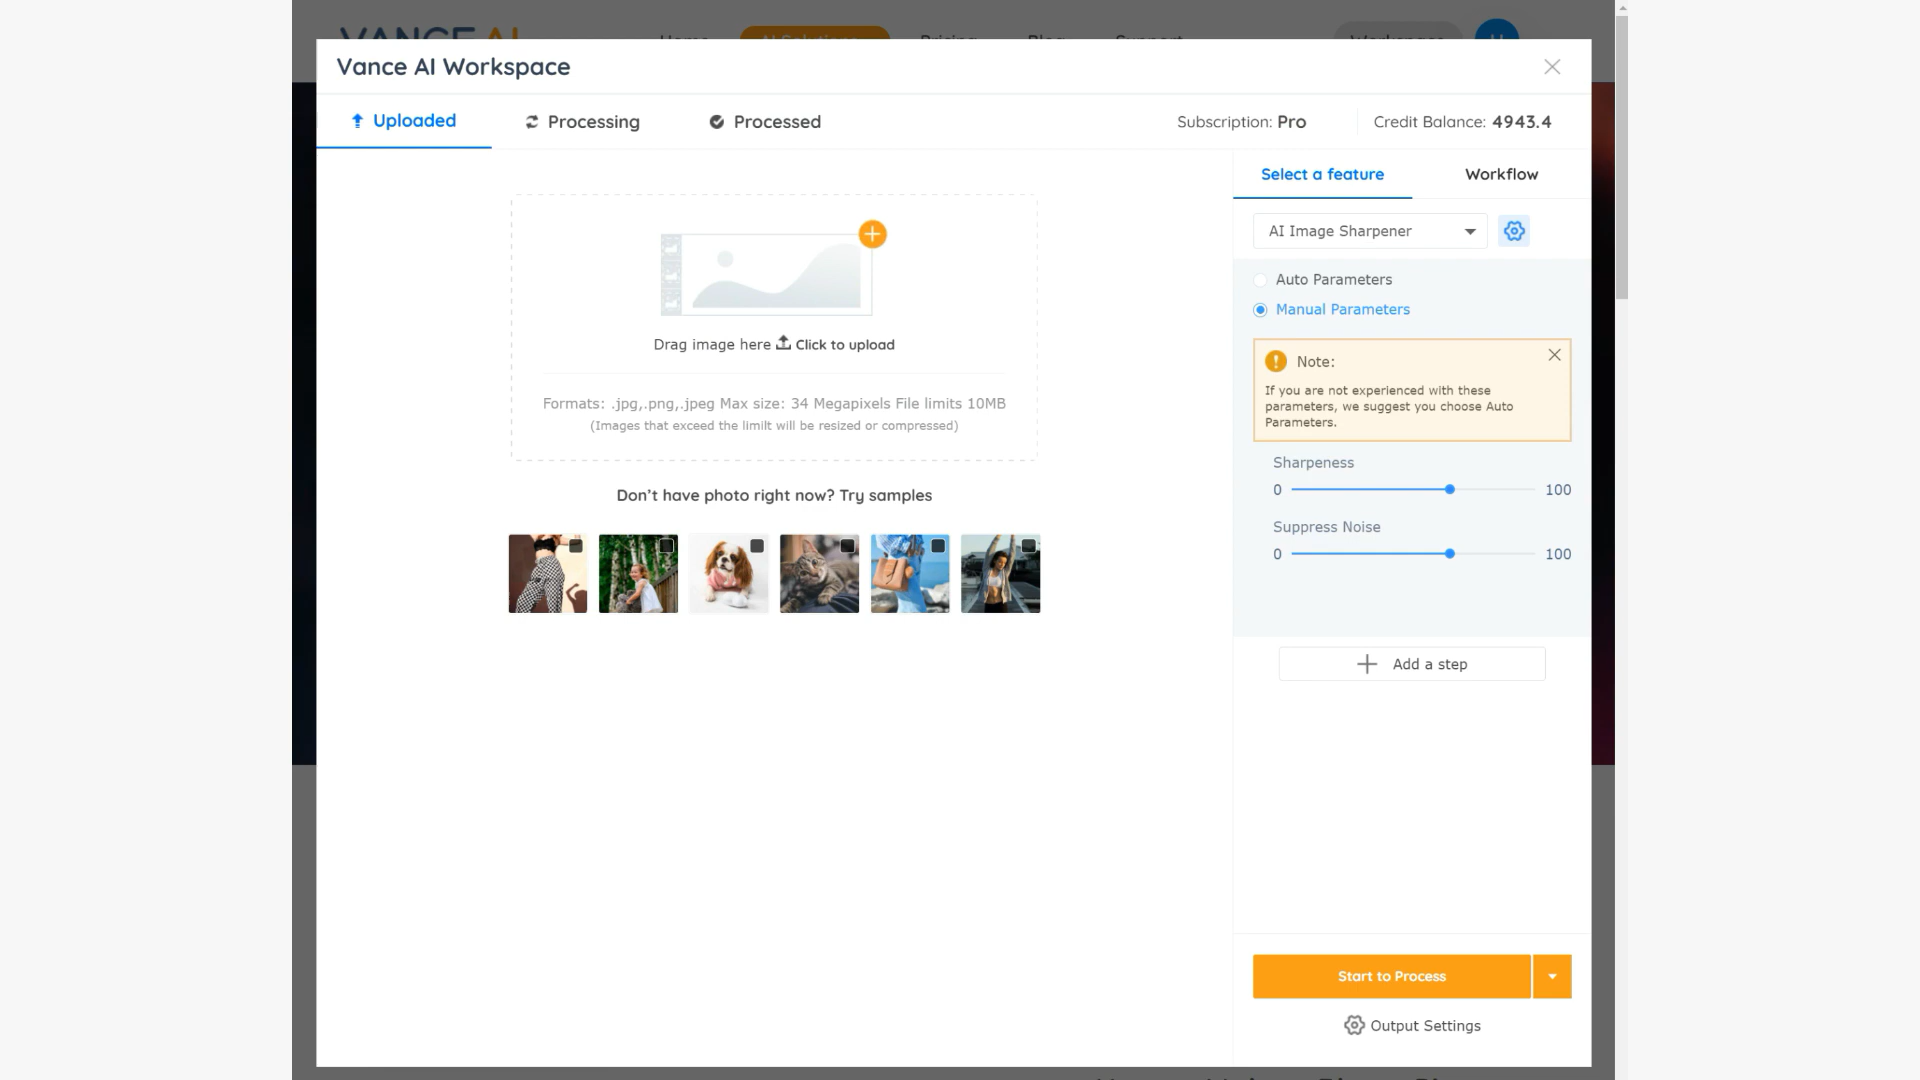 Vance AI Workspace
Uploaded
Processing
Processed
Subscription: Pro
Credit Balance: 4943.4
Select a feature
Workflow
AI Image Sharpener
Auto Parameters
Manual Parameters
Note:
If you are not experienced with these
parameters, we suggest you choose Auto
Parameters.
Sharpeness
0 100
Suppress Noise
0 100
Add a step
Drag image here Click to upload
Formats: .jpg,.png,.jpeg Max size: 34 Megapixels File limits 10MB
(Images that exceed the limilt will be resized or compressed)
Don't have photo right now? Try samples
Start to Process
Output Settings